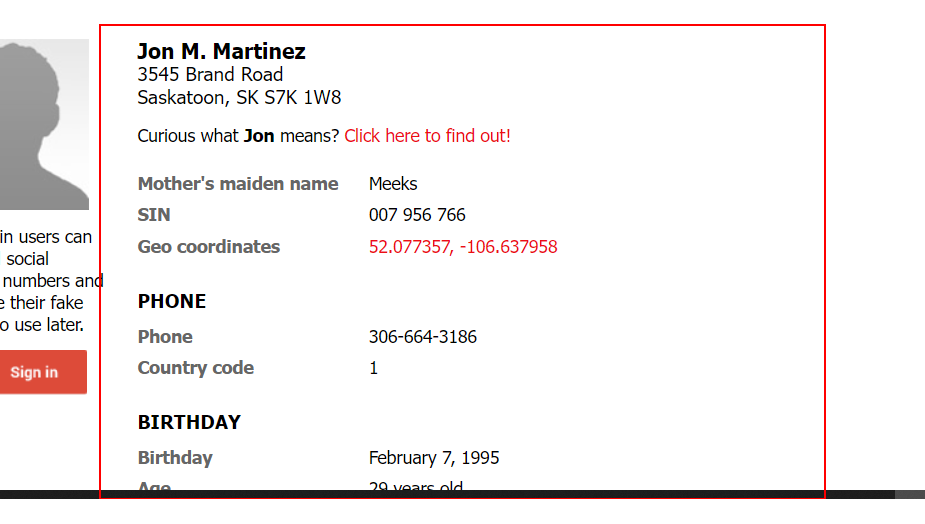 Jon M. Martinez
3545 Brand Road
Saskatoon, SK S7K 1W8
Curious what Jon means? Click here to find out!
Mother's maiden name Meeks
SIN 007 956 766
Geo coordinates 52.077357, -106.637958
PHONE
Phone 306-664-3186
Country code 1
BIRTHDAY
Birthday February 7, 1995
Age 29 years old
in users can
social
numbers and
e their fake
o use later.
Sign in